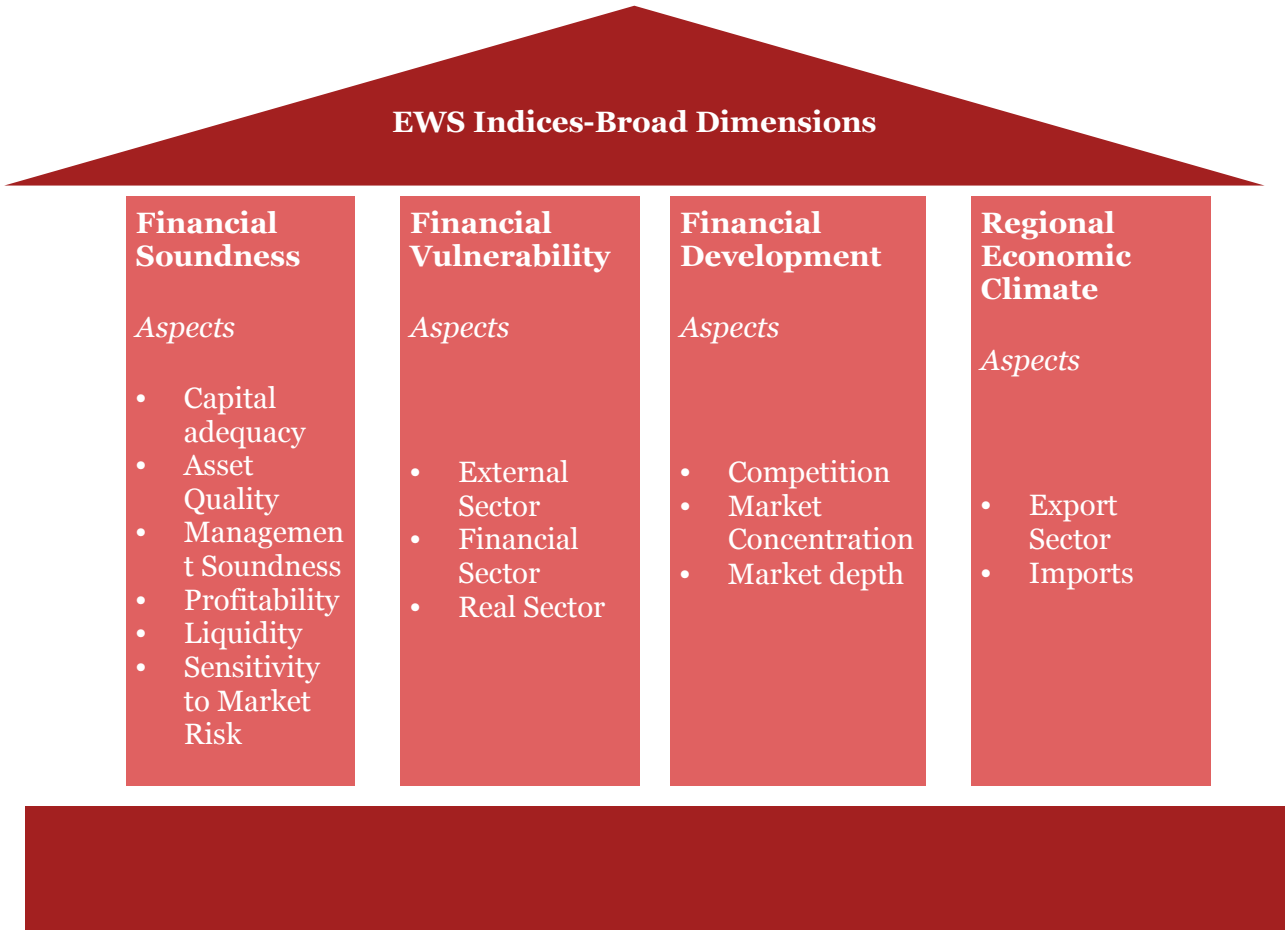 EWS Indices-Broad Dimensions
Financial
Soundness
Aspects
• Capital
adequacy
• Asset
Quality
• Managemen
t Soundness
• Profitability
• Liquidity
• Sensitivity
to Market
Risk
Financial
Vulnerability
Aspects
• External
Sector
• Financial
Sector
• Real Sector
Financial
Development
Aspects
• Competition
• Market
Concentration
• Market depth
Regional
Economic
Climate
Aspects
• Export
Sector
• Imports